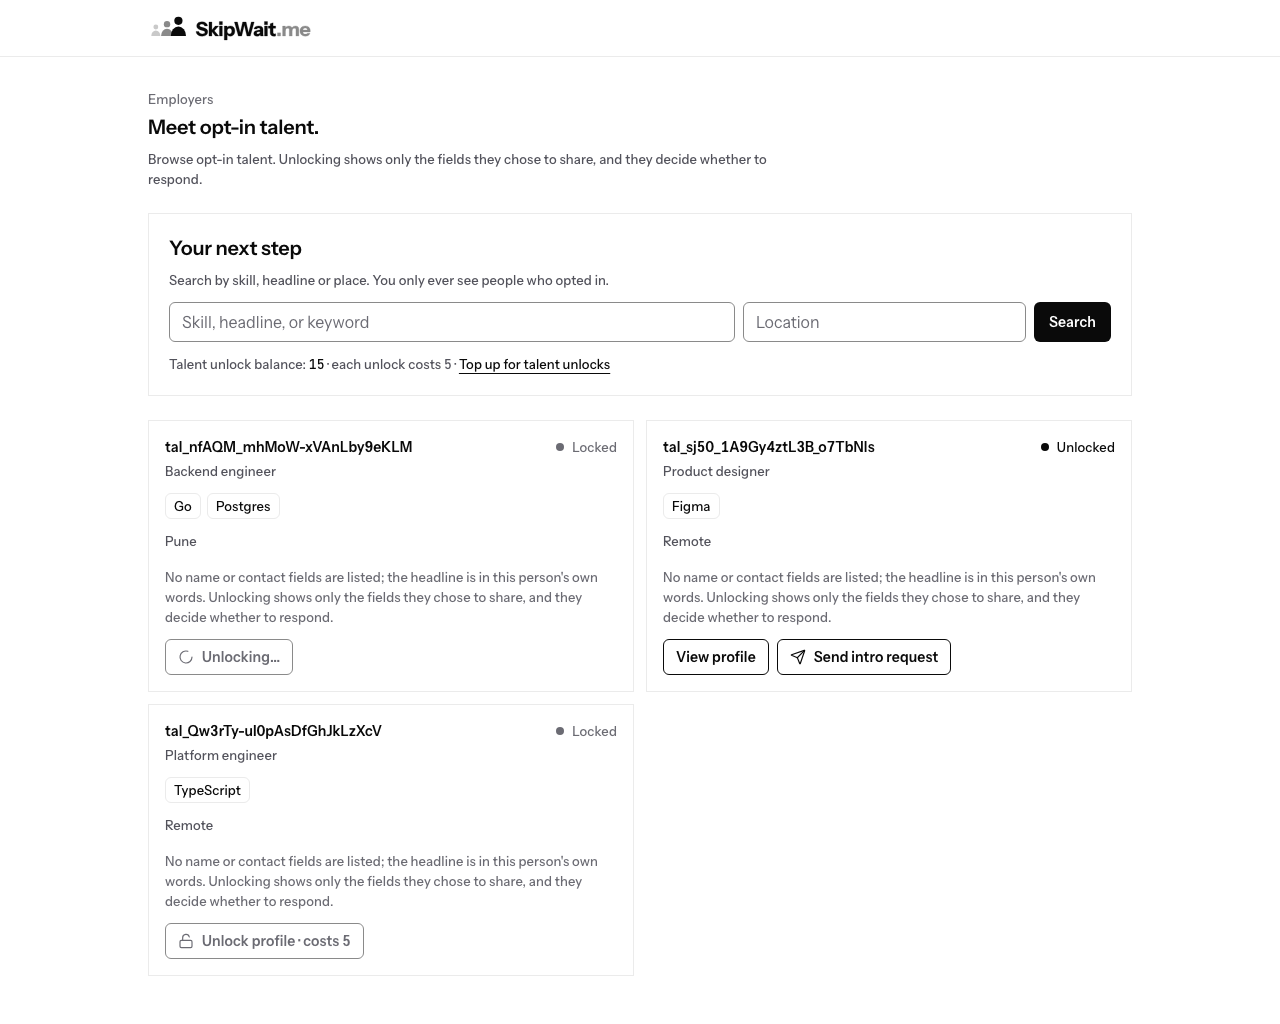 SkipWait.me
Employers
Meet opt-in talent.
Browse opt-in talent. Unlocking shows only the fields they chose to share, and they decide whether to
respond.
Your next step
Search by skill, headline or place. You only ever see people who opted in.
Skill, headline, or keyword
Location
Search
Talent unlock balance: 15 · each unlock costs 5 · Top up for talent unlocks
tal_nfAQM_mhMoW-xVAnLby9eKLM
Locked
Backend engineer
Go
Postgres
Pune
No name or contact fields are listed; the headline is in this person's own
words. Unlocking shows only the fields they chose to share, and they
decide whether to respond.
Unlocking…
tal_sj50_1A9Gy4ztL3B_o7TbNls
Unlocked
Product designer
Figma
Remote
No name or contact fields are listed; the headline is in this person's own
words. Unlocking shows only the fields they chose to share, and they
decide whether to respond.
View profile
Send intro request
tal_Qw3rTy-uI0pAsDfGhJkLzXcV
Locked
Platform engineer
TypeScript
Remote
No name or contact fields are listed; the headline is in this person's own
words. Unlocking shows only the fields they chose to share, and they
decide whether to respond.
Unlock profile · costs 5